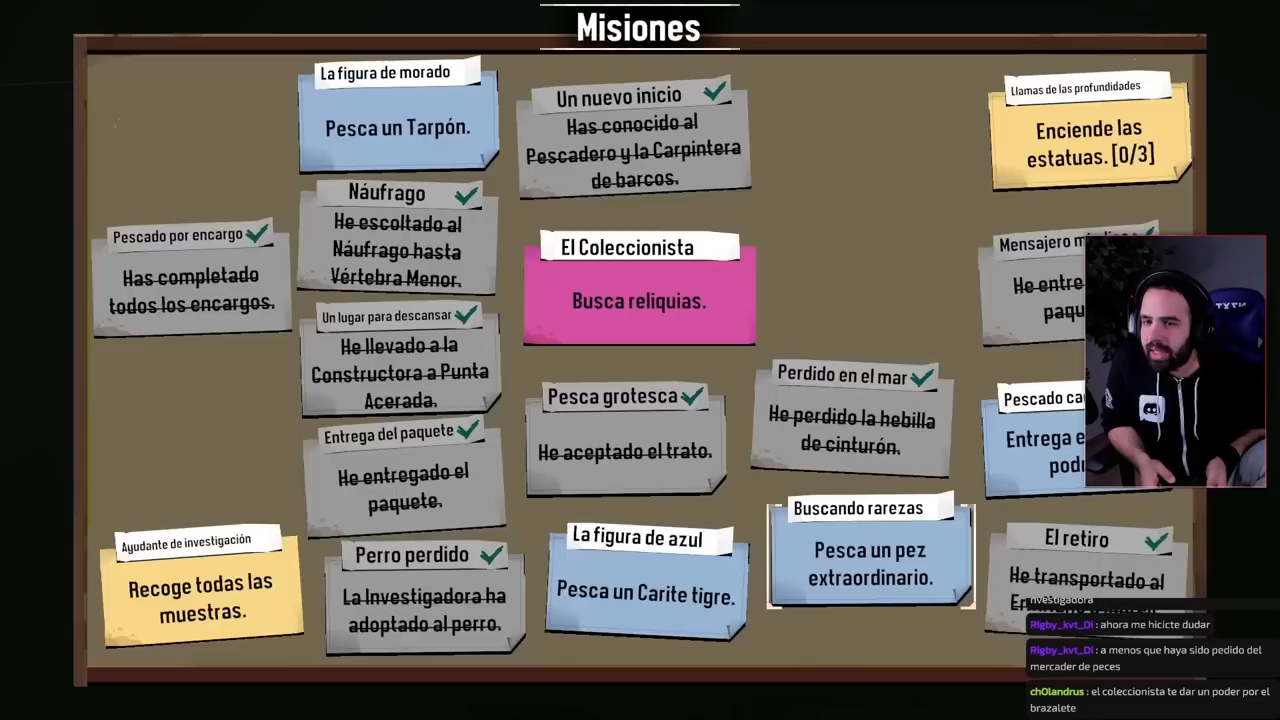 Misiones
La figura de morado
Pesca un Tarpón.
Un nuevo inicio
Has conocido al
Pescadero y la Carpintera
de barcos.
Llamas de las profundidades
Enciende las
estatuas. [0/3]
Pescado por encargo
Has completado
todos los encargos.
Náufrago
He escoltado al
Náufrago hasta
Vértebra Menor.
El Coleccionista
Busca reliquias.
Mensajero
He
Un lugar para descansar
He llevado a la
Constructora a Punta
Acerada.
Pesca grotesca
He aceptado el trato.
Perdido en el mar
He perdido la hebilla
de cinturón.
Pescado
Entrega
Entrega del paquete
He entregado el
paquete.
Ayudante de investigación
Recoge todas las
muestras.
Perro perdido
La Investigadora ha
adoptado al perro.
La figura de azul
Pesca un Carite tigre.
Buscando rarezas
Pesca un pez
extraordinario.
El retiro
He transportado al
Rigby_kvt_DI : ahora me hicicte dudar
Rigby_kvt_DI : a menos que haya sido pedido del
mercader de peces
ch0landrus : el coleccionista te dar un poder por el
brazalete